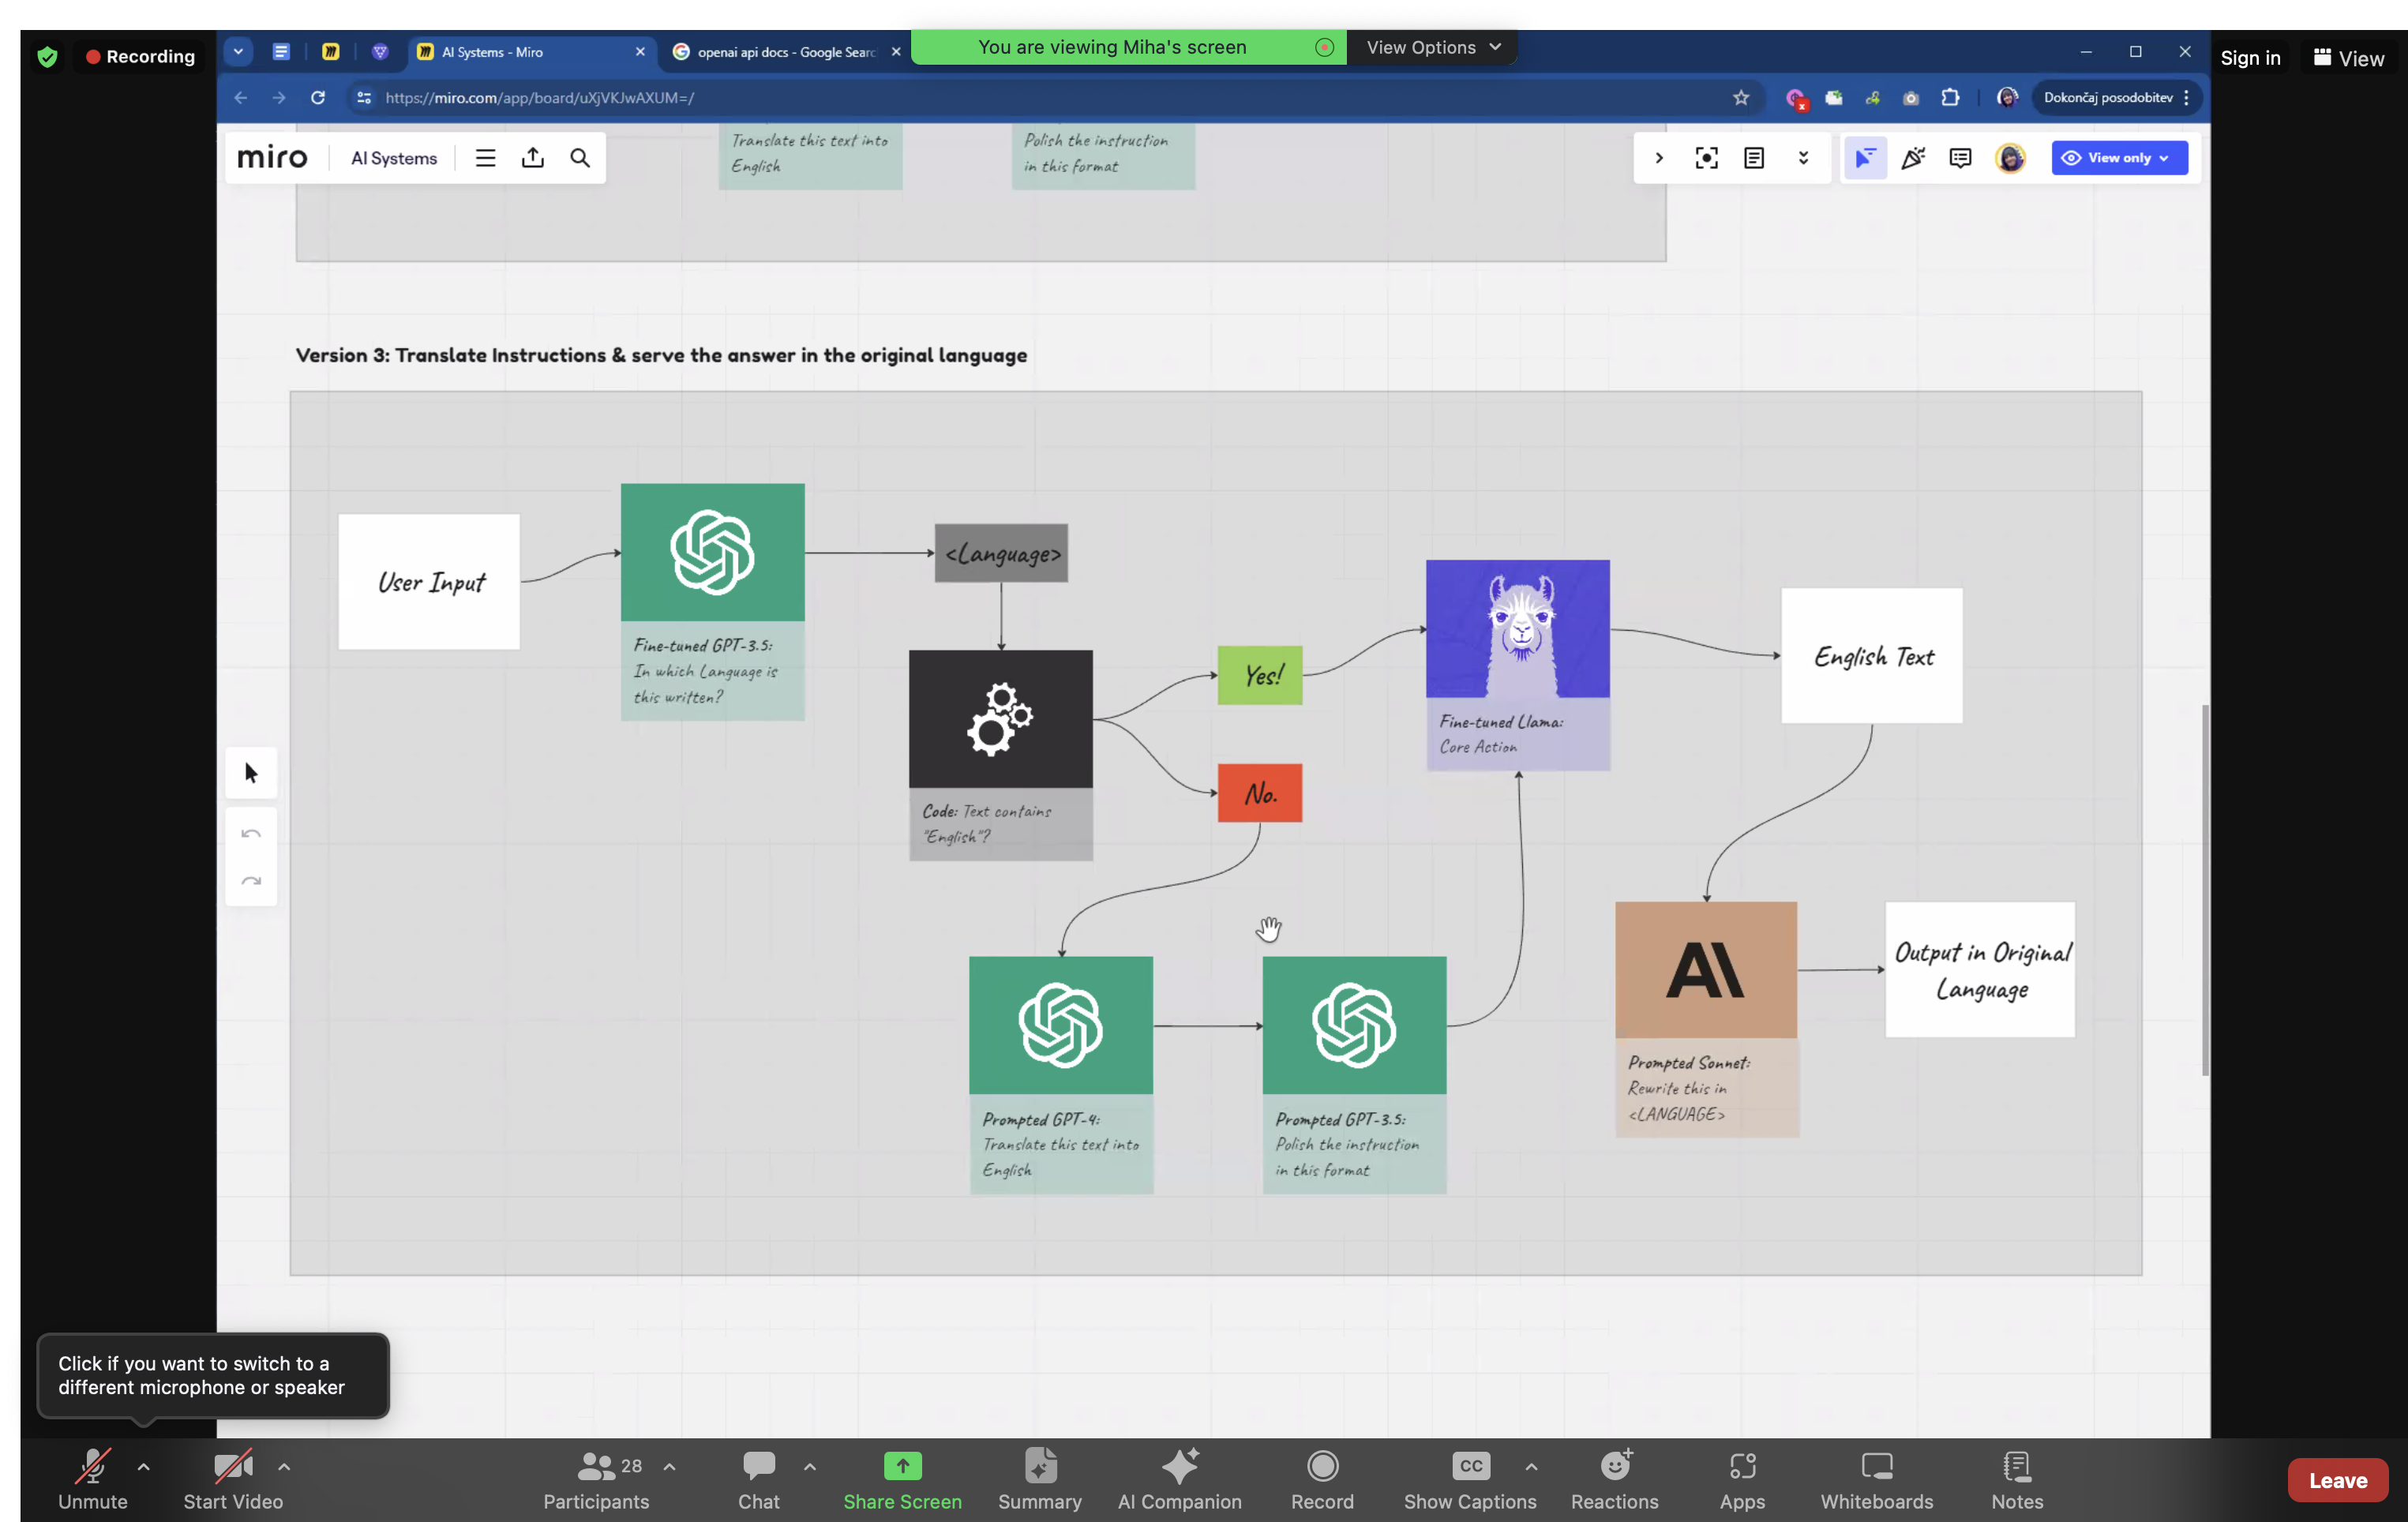 Recording
AI Systems - Miro
openai api docs - Google Searc
You are viewing Miha's screen
View Options
Sign in
View
https://miro.com/app/board/uXjVKJwAXUM=/
Dokončaj posodobitev
miro
AI Systems
View only
Translate this text into
English
Polish the instruction
in this format
Version 3: Translate Instructions & serve the answer in the original language
User Input
Fine-tuned GPT-3.5:
In which Language is
this written?
<Language>
Code: Text contains
"English"?
Yes!
No.
Fine-tuned Llama:
Core Action
English Text
Prompted GPT-4:
Translate this text into
English
Prompted GPT-3.5:
Polish the instruction
in this format
Prompted Sonnet:
Rewrite this in
<LANGUAGE>
Output in Original
Language
Click if you want to switch to a
different microphone or speaker
Unmute
Start Video
28
Participants
Chat
Share Screen
Summary
AI Companion
Record
CC
Show Captions
Reactions
Apps
Whiteboards
Notes
Leave